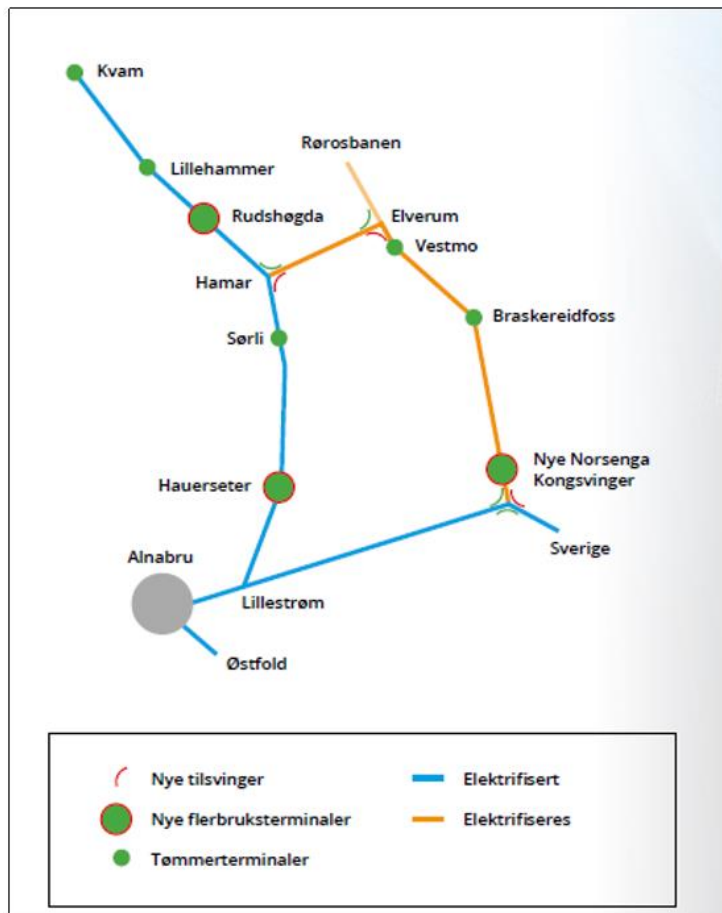 Kvam
Rørosbanen
Lillehammer
Rudshøgda
Elverum
Vestmo
Hamar
Braskereidfoss
Sørli
Nye Norsenga
Kongsvinger
Hauerseter
Sverige
Alnabru
Lillestrøm
Østfold
Nye tilsvinger
Elektrifisert
Nye flerbruksterminaler
Elektrifiseres
Tømmerterminaler